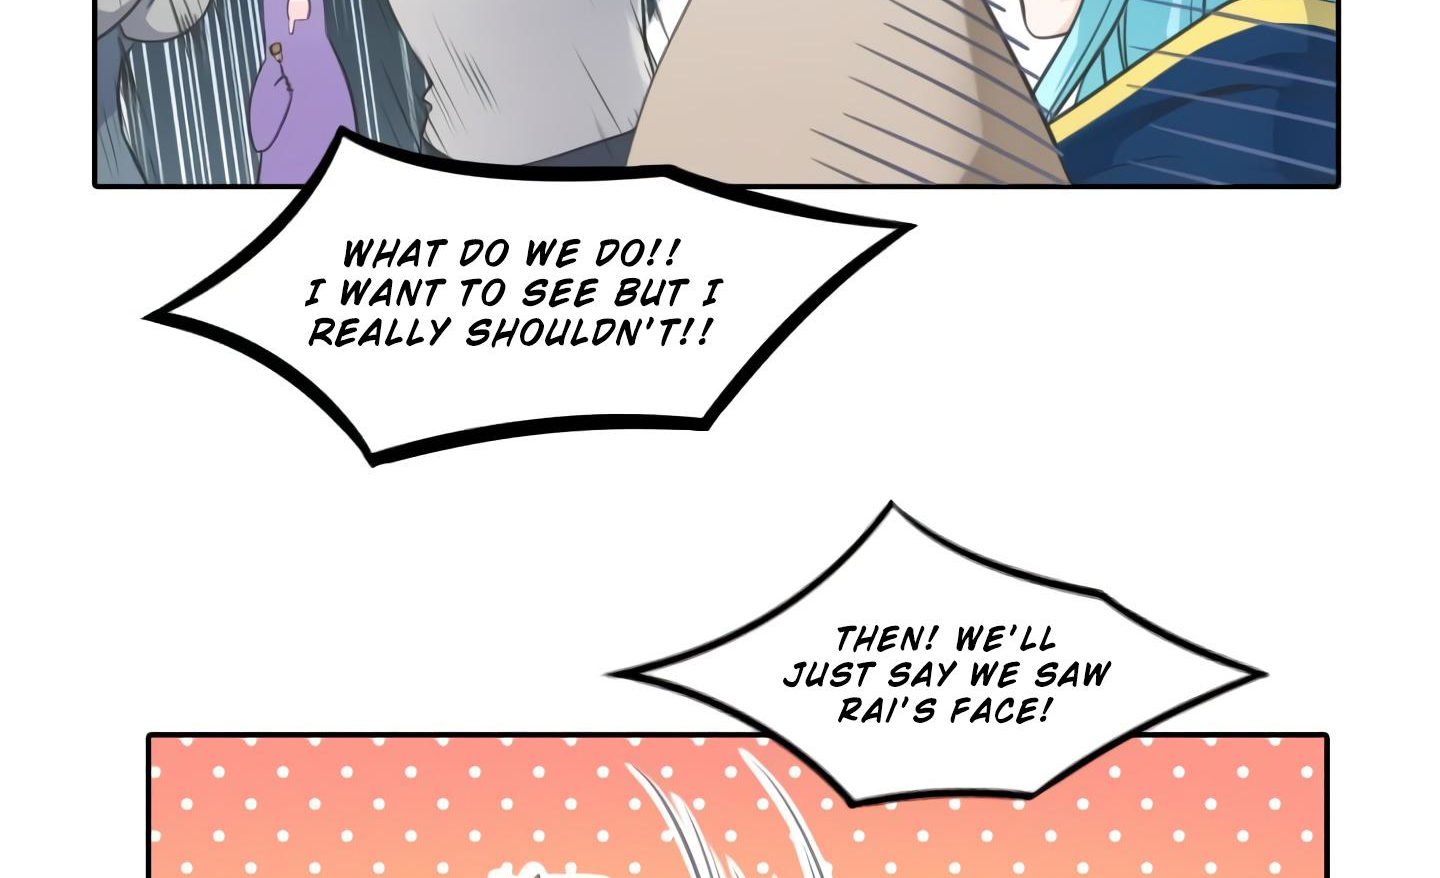 WHAT DO WE DO!!
I WANT TO SEE BUT I
REALLY SHOULDN'T!!
THEN! WE'LL
JUST SAY WE SAW
RAI'S FACE!